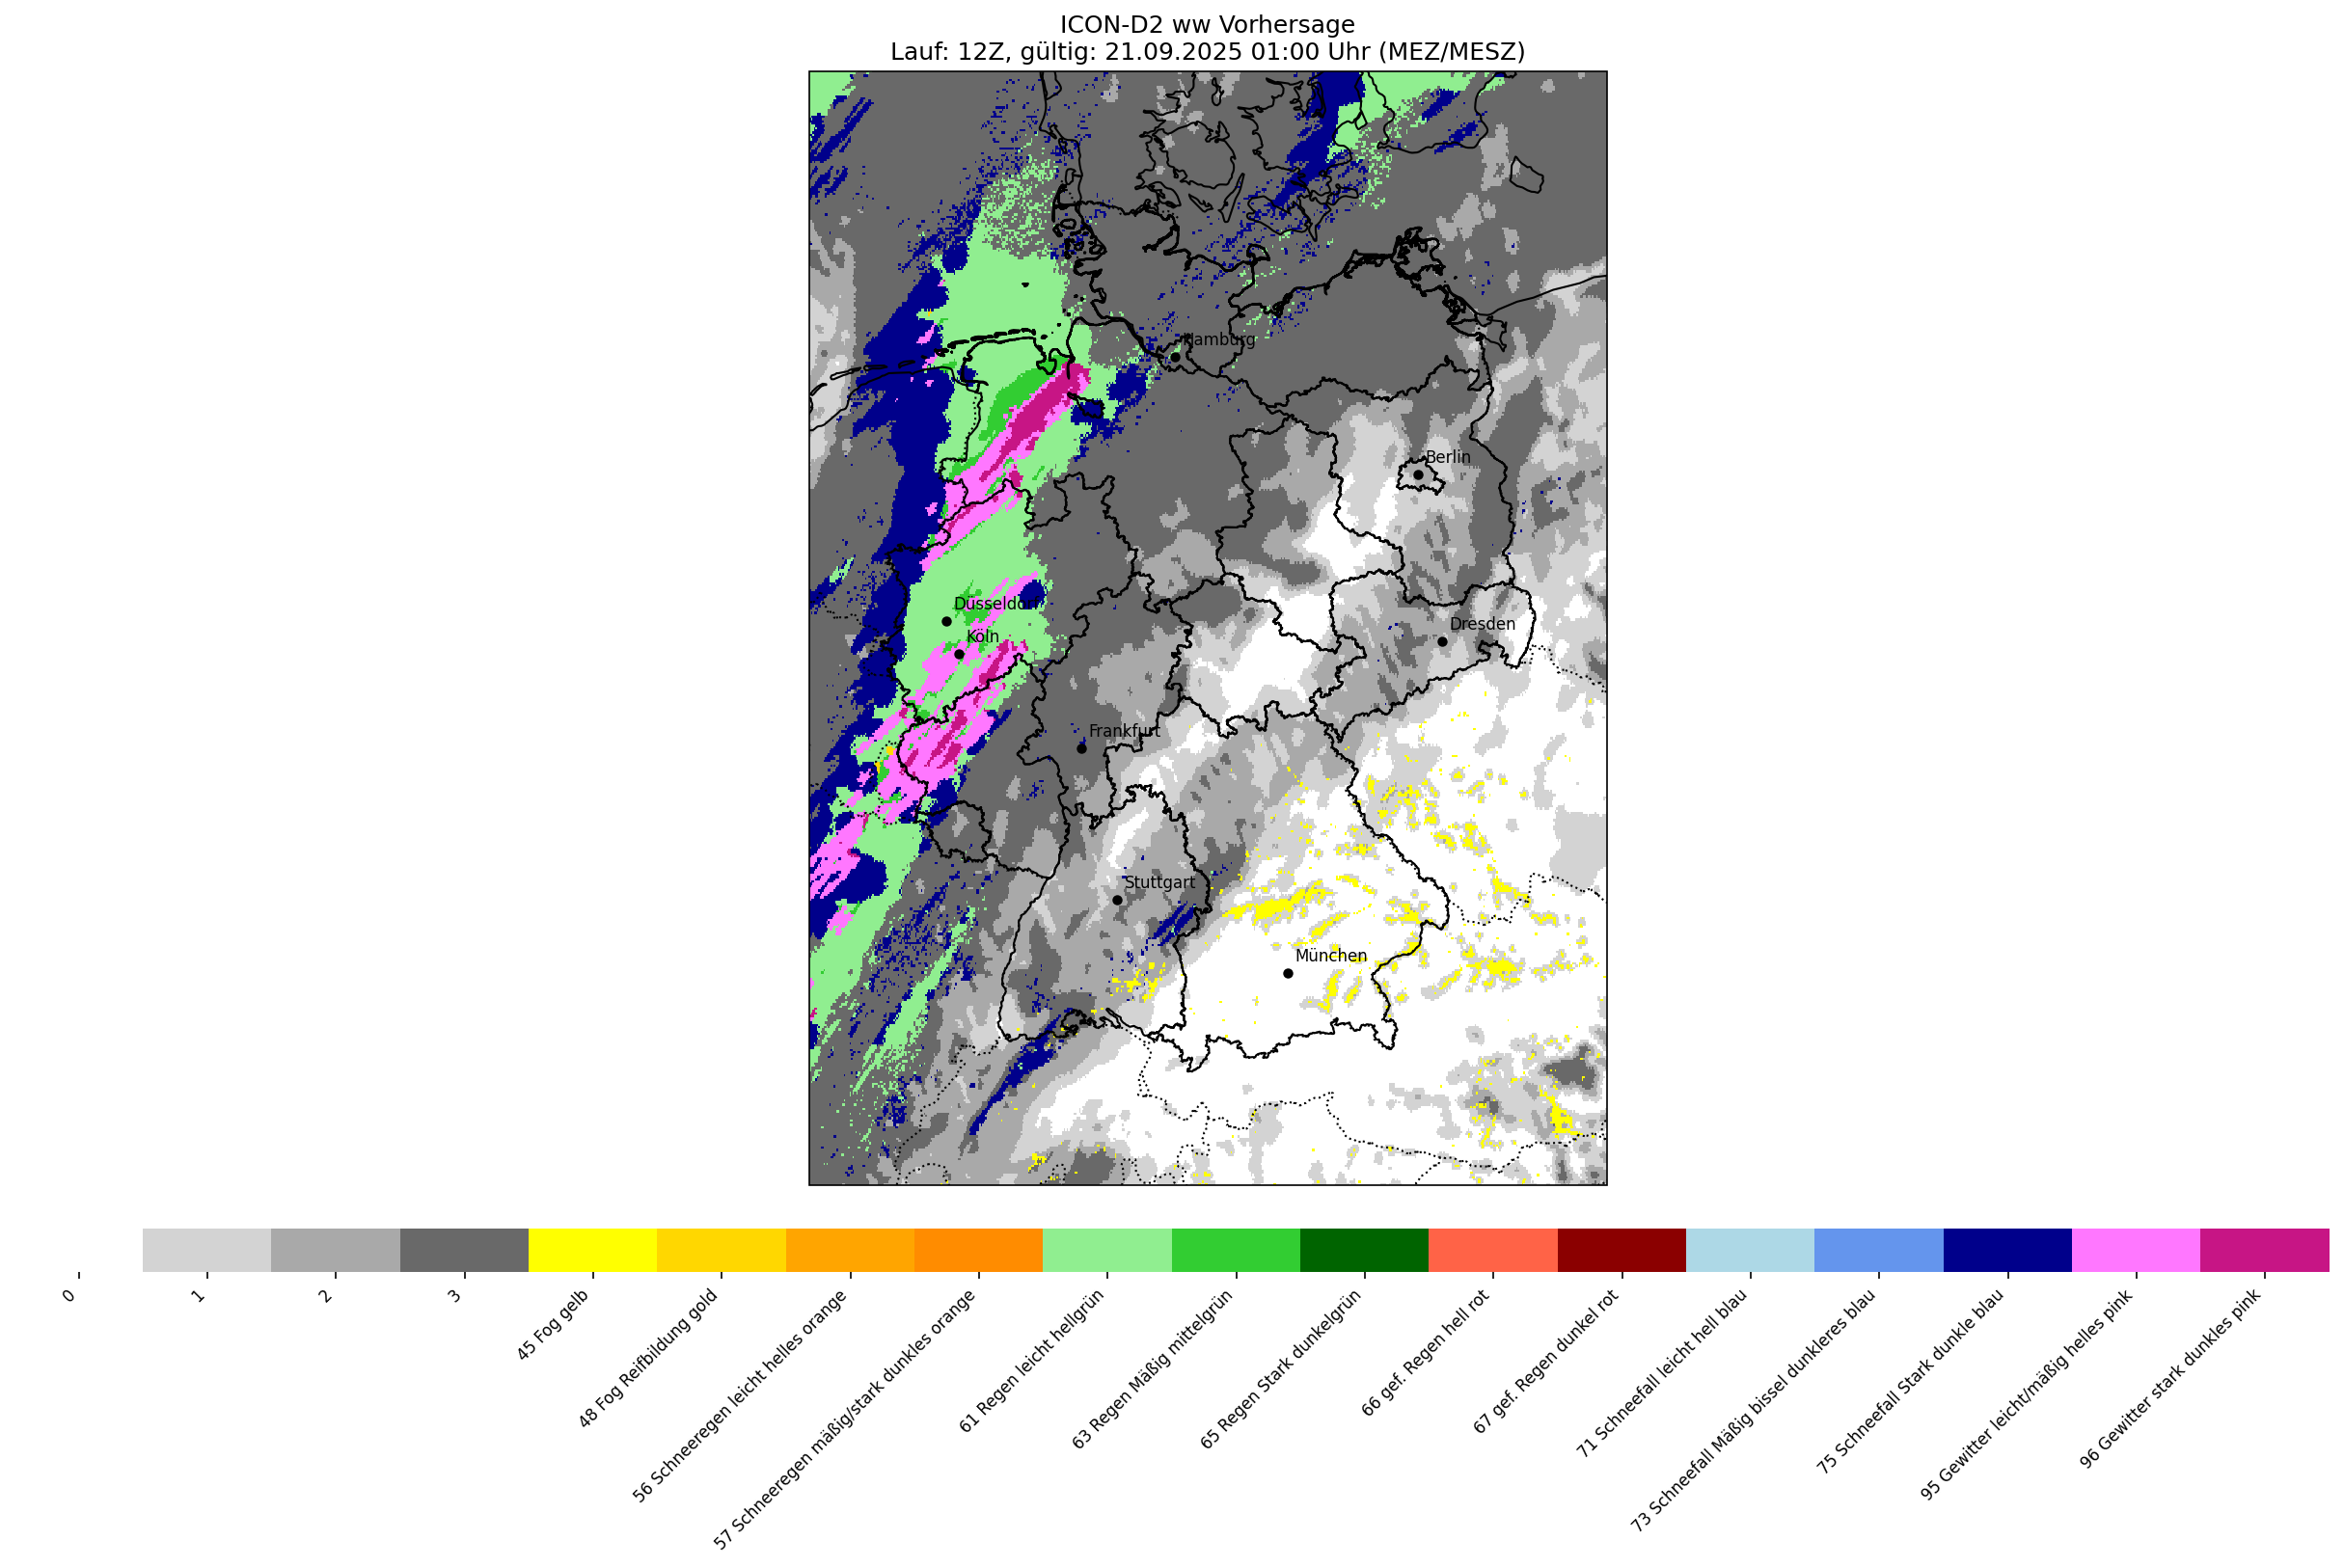 ICON-D2 ww Vorhersage
Lauf: 12Z, gültig: 21.09.2025 01:00 Uhr (MEZ/MESZ)
Hamburg
Berlin
Düsseldorf
Köln
Dresden
Frankfurt
Stuttgart
München
0
1
2
3
45 Fog gelb
48 Fog Reifbildung gold
56 Schneeregen leicht helles orange
57 Schneeregen mäßig/stark dunkles orange
61 Regen leicht hellgrün
63 Regen Mäßig mittelgrün
65 Regen Stark dunkelgrün
66 gef. Regen hell rot
67 gef. Regen dunkel rot
71 Schneefall leicht hell blau
73 Schneefall Mäßig bissel dunkleres blau
75 Schneefall Stark dunkle blau
95 Gewitter leicht/mäßig helles pink
96 Gewitter stark dunkles pink